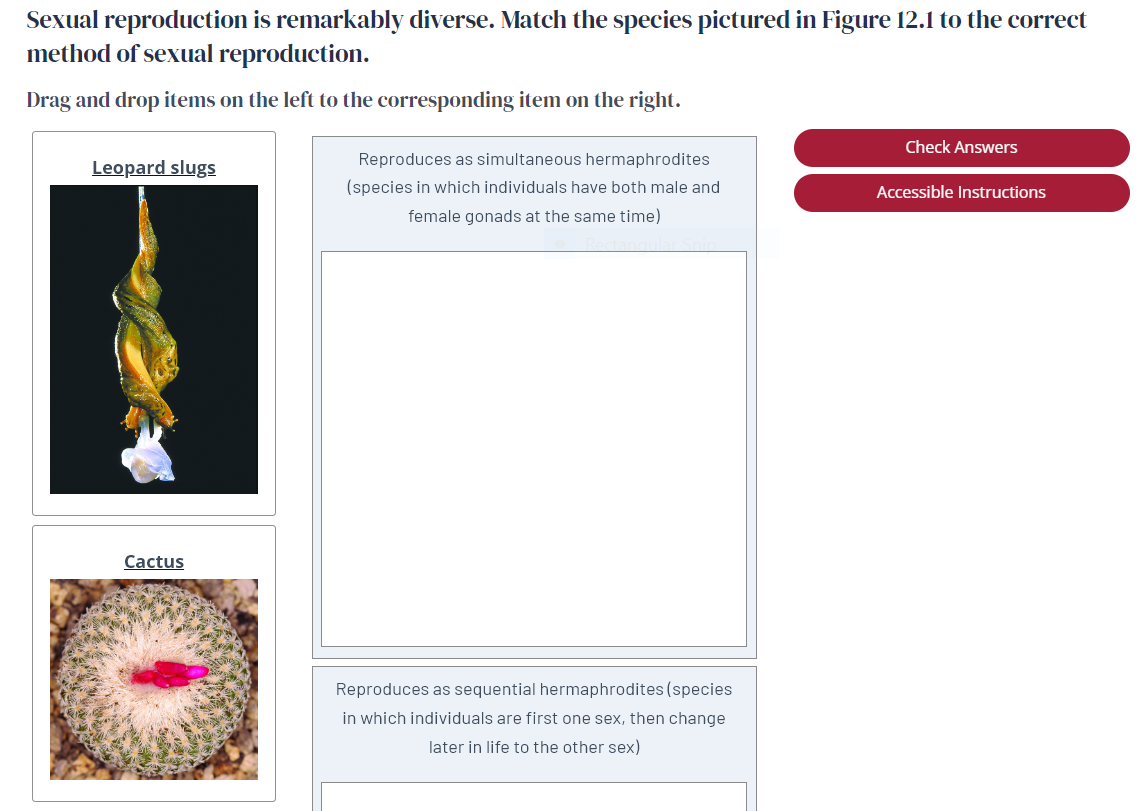 Sexual reproduction is remarkably diverse. Match the species pictured in Figure 12.1 to the correct
method of sexual reproduction.
Drag and drop items on the left to the corresponding item on the right.
Leopard slugs
Cactus
Reproduces as simultaneous hermaphrodites
(species in which individuals have both male and
female gonads at the same time)
Rectangular Snip
Reproduces as sequential hermaphrodites (species
in which individuals are first one sex, then change
later in life to the other sex)
Check Answers
Accessible Instructions